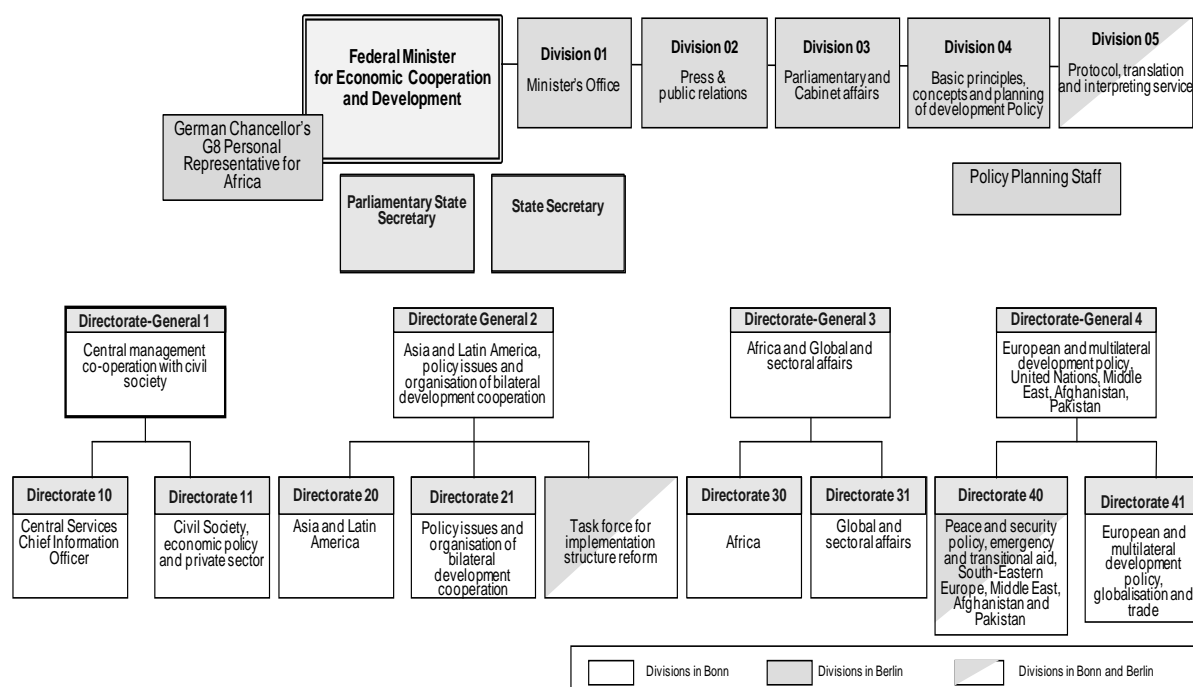 Federal Minister
for Economic Cooperation
and Development
Division 01
Minister's Office
Division 02
Press &
public relations
Division 03
Parliamentary and
Cabinet affairs
Division 04
Basic principles,
concepts and planning
of development Policy
Division 05
Protocol, translation
and interpreting service
German Chancellor's
G8 Personal
Representative for
Africa
Parliamentary State
Secretary
State Secretary
Policy Planning Staff
Directorate-General 1
Central management
co-operation with civil
society
Directorate General 2
Asia and Latin America,
policy issues and
organisation of bilateral
development cooperation
Directorate-General 3
Africa and Global and
sectoral affairs
Directorate-General 4
European and multilateral
development policy,
United Nations, Middle
East, Afghanistan,
Pakistan
Directorate 10
Central Services
Chief Information
Officer
Directorate 11
Civil Society,
economic policy
and private sector
Directorate 20
Asia and Latin
America
Directorate 21
Policy issues and
organisation of
bilateral
development
cooperation
Task force for
implementation
structure reform
Directorate 30
Africa
Directorate 31
Global and
sectoral affairs
Directorate 40
Peace and security
policy, emergency
and transitional aid,
South-Eastern
Europe, Middle East,
Afghanistan and
Pakistan
Directorate 41
European and
multilateral
development
policy,
globalisation and
trade
Divisions in Bonn
Divisions in Berlin
Divisions in Bonn and Berlin